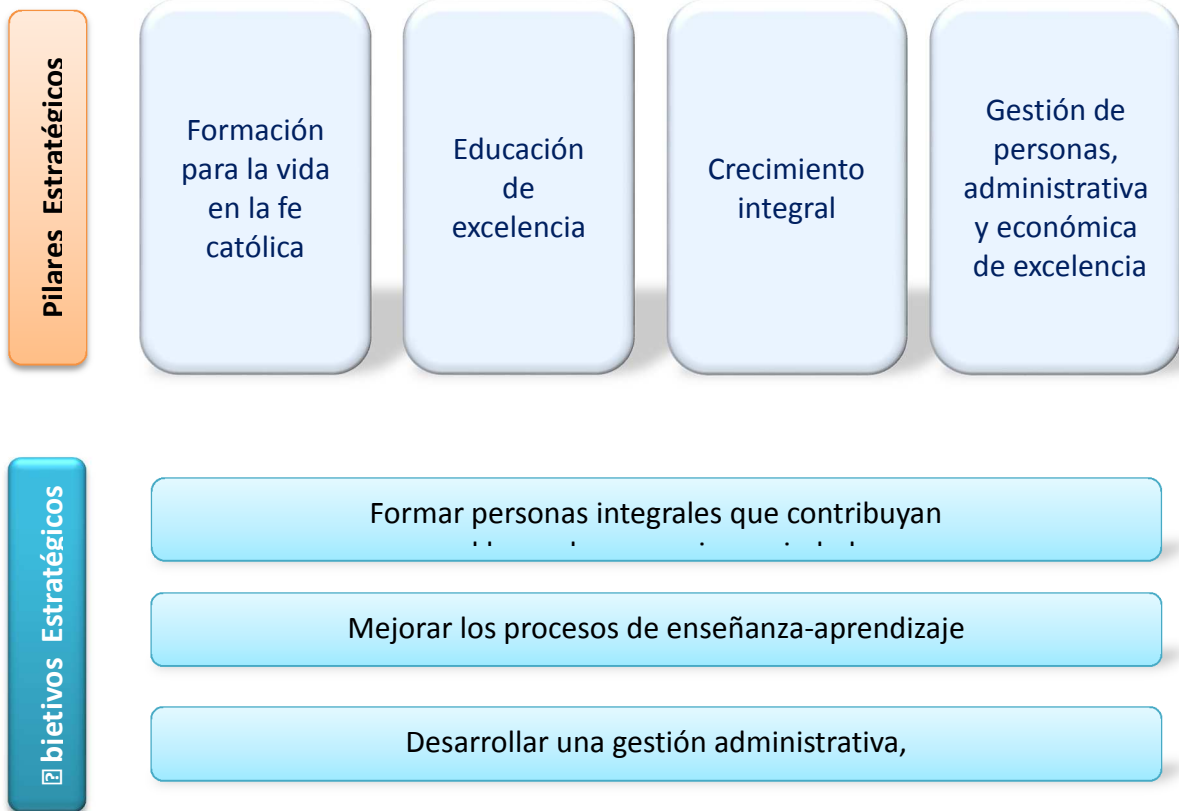 Pilares Estratégicos
Formación
para la vida
en la fe
católica
Educación
de
excelencia
Crecimiento
integral
Gestión de
personas,
administrativa
y económica
de excelencia
bjetivos Estratégicos
Formar personas integrales que contribuyan
Mejorar los procesos de enseñanza-aprendizaje
Desarrollar una gestión administrativa,